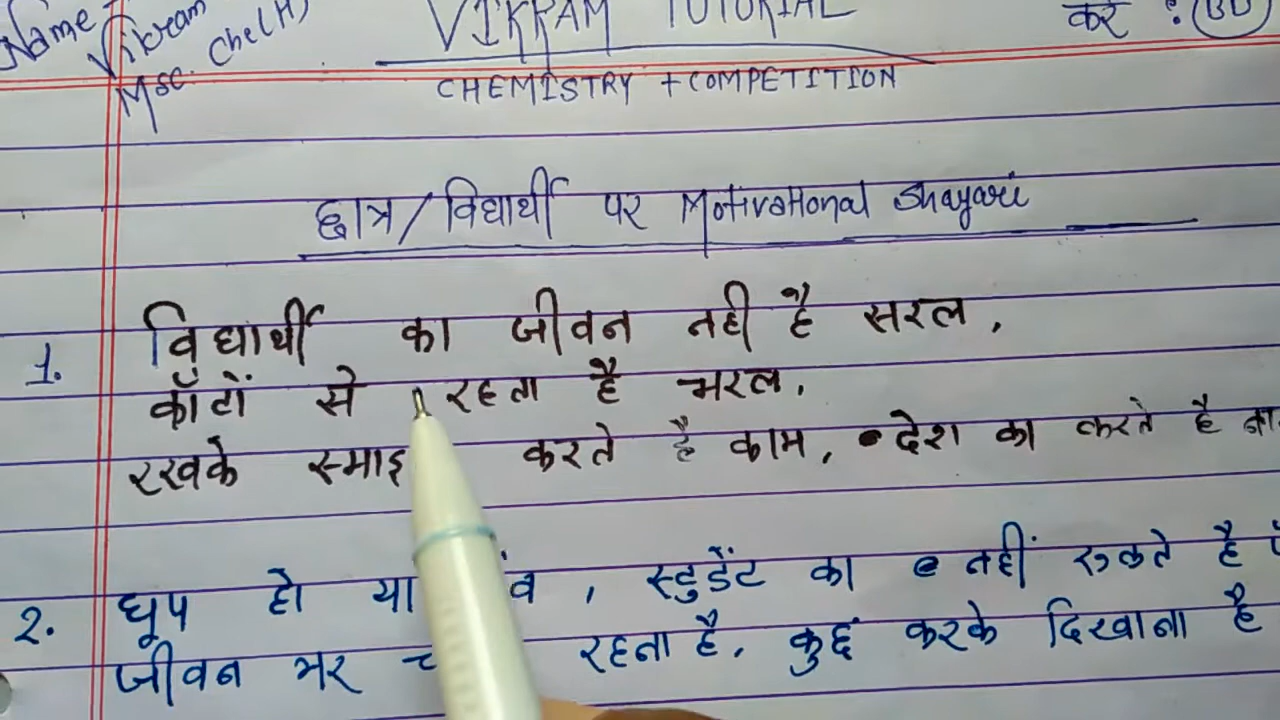 Name - Vikram
Msc. Che(H)
VIKRAM TUTORIAL
कर :
CHEMISTRY + COMPETITION
छात्र / विधार्थी पर Motivational Shayari
1. विधार्थी का जीवन नही है सरल,
काँटों से रहता है भरल,
रखके करते है काम, देश का करते है
2. धूप हो या , स्टुडेंट का नहीं रुकते है
जीवन भर रहता है, कुछ करके दिखाना है